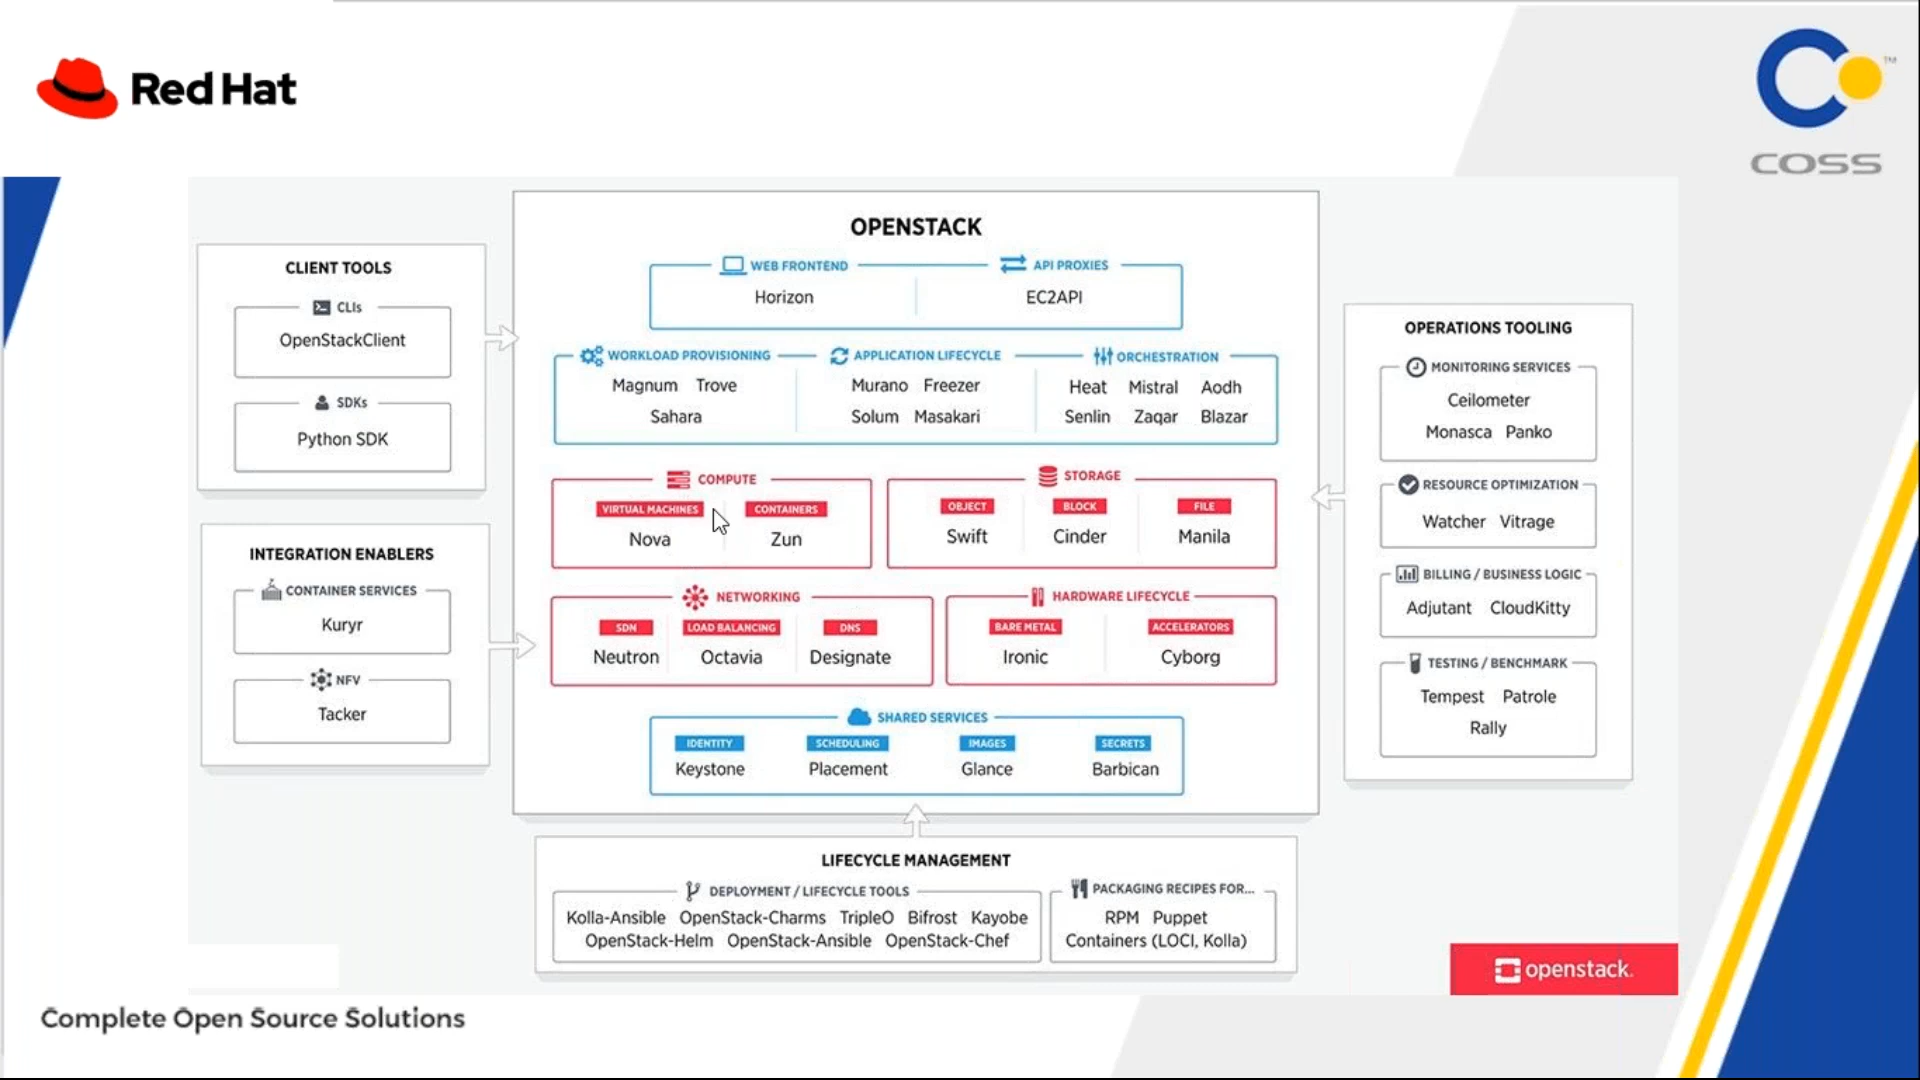 Red Hat
TM
COSS
OPENSTACK
WEB FRONTEND
API PROXIES
Horizon
EC2API
WORKLOAD PROVISIONING
APPLICATION LIFECYCLE
ORCHESTRATION
Magnum Trove
Sahara
Murano Freezer
Solum Masakari
Heat Mistral Aodh
Senlin Zaqar Blazar
COMPUTE
VIRTUAL MACHINES
CONTAINERS
Nova
Zun
STORAGE
OBJECT
BLOCK
FILE
Swift
Cinder
Manila
NETWORKING
SDN
LOAD BALANCING
DNS
Neutron
Octavia
Designate
HARDWARE LIFECYCLE
BARE METAL
ACCELERATORS
Ironic
Cyborg
SHARED SERVICES
IDENTITY
SCHEDULING
IMAGES
SECRETS
Keystone
Placement
Glance
Barbican
CLIENT TOOLS
CLIs
OpenStackClient
SDKs
Python SDK
INTEGRATION ENABLERS
CONTAINER SERVICES
Kuryr
NFV
Tacker
OPERATIONS TOOLING
MONITORING SERVICES
Ceilometer
Monasca Panko
RESOURCE OPTIMIZATION
Watcher Vitrage
BILLING / BUSINESS LOGIC
Adjutant CloudKitty
TESTING / BENCHMARK
Tempest Patrole
Rally
LIFECYCLE MANAGEMENT
DEPLOYMENT / LIFECYCLE TOOLS
Kolla-Ansible OpenStack-Charms TripleO Bifrost Kayobe
OpenStack-Helm OpenStack-Ansible OpenStack-Chef
PACKAGING RECIPES FOR...
RPM Puppet
Containers (LOCI, Kolla)
openstack.
Complete Open Source Solutions